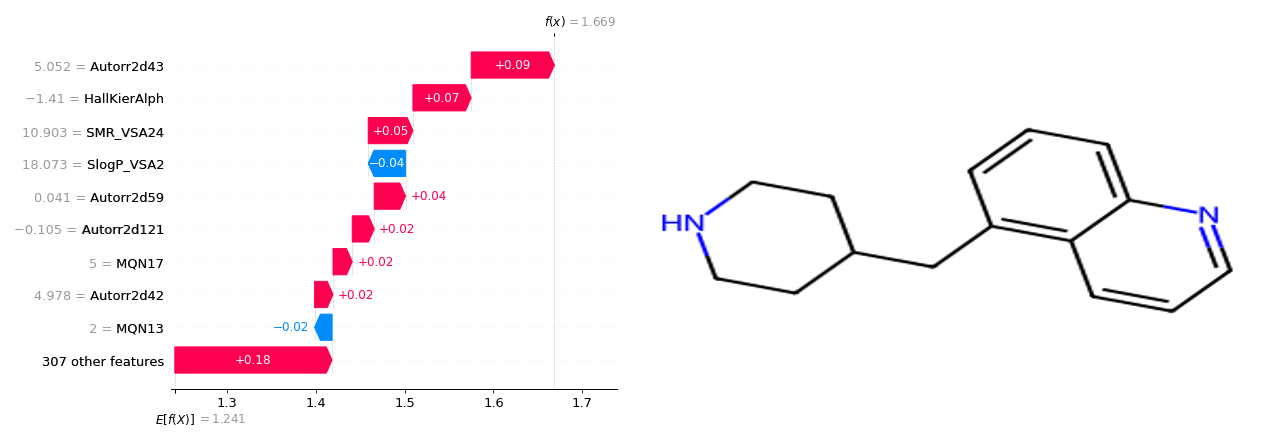 f(x) = 1.669
5.052 = Autorr2d43
+0.09
−1.41 = HallKierAlph
+0.07
10.903 = SMR_VSA24
+0.05
18.073 = SlogP_VSA2
−0.04
0.041 = Autorr2d59
+0.04
−0.105 = Autorr2d121
+0.02
5 = MQN17
+0.02
4.978 = Autorr2d42
+0.02
2 = MQN13
−0.02
307 other features
+0.18
1.3 1.4 1.5 1.6 1.7
E[f(X)] = 1.241
HN
N